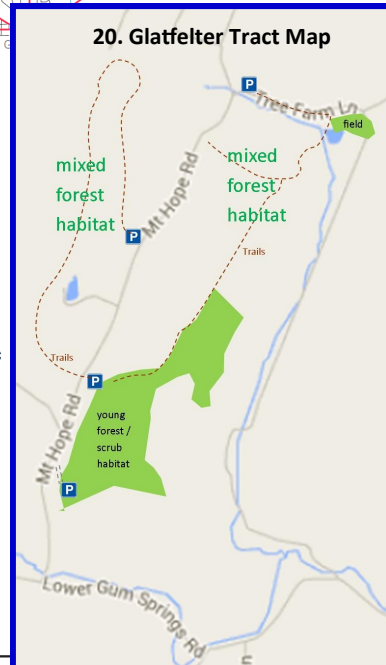 20. Glatfelter Tract Map
P
Tree Farm Ln
field
mixed
forest
habitat
mixed
forest
habitat
Mt Hope Rd
P
Trails
Trails
P
young
forest /
scrub
habitat
Mt Hope Rd
P
Lower Gum Springs Rd